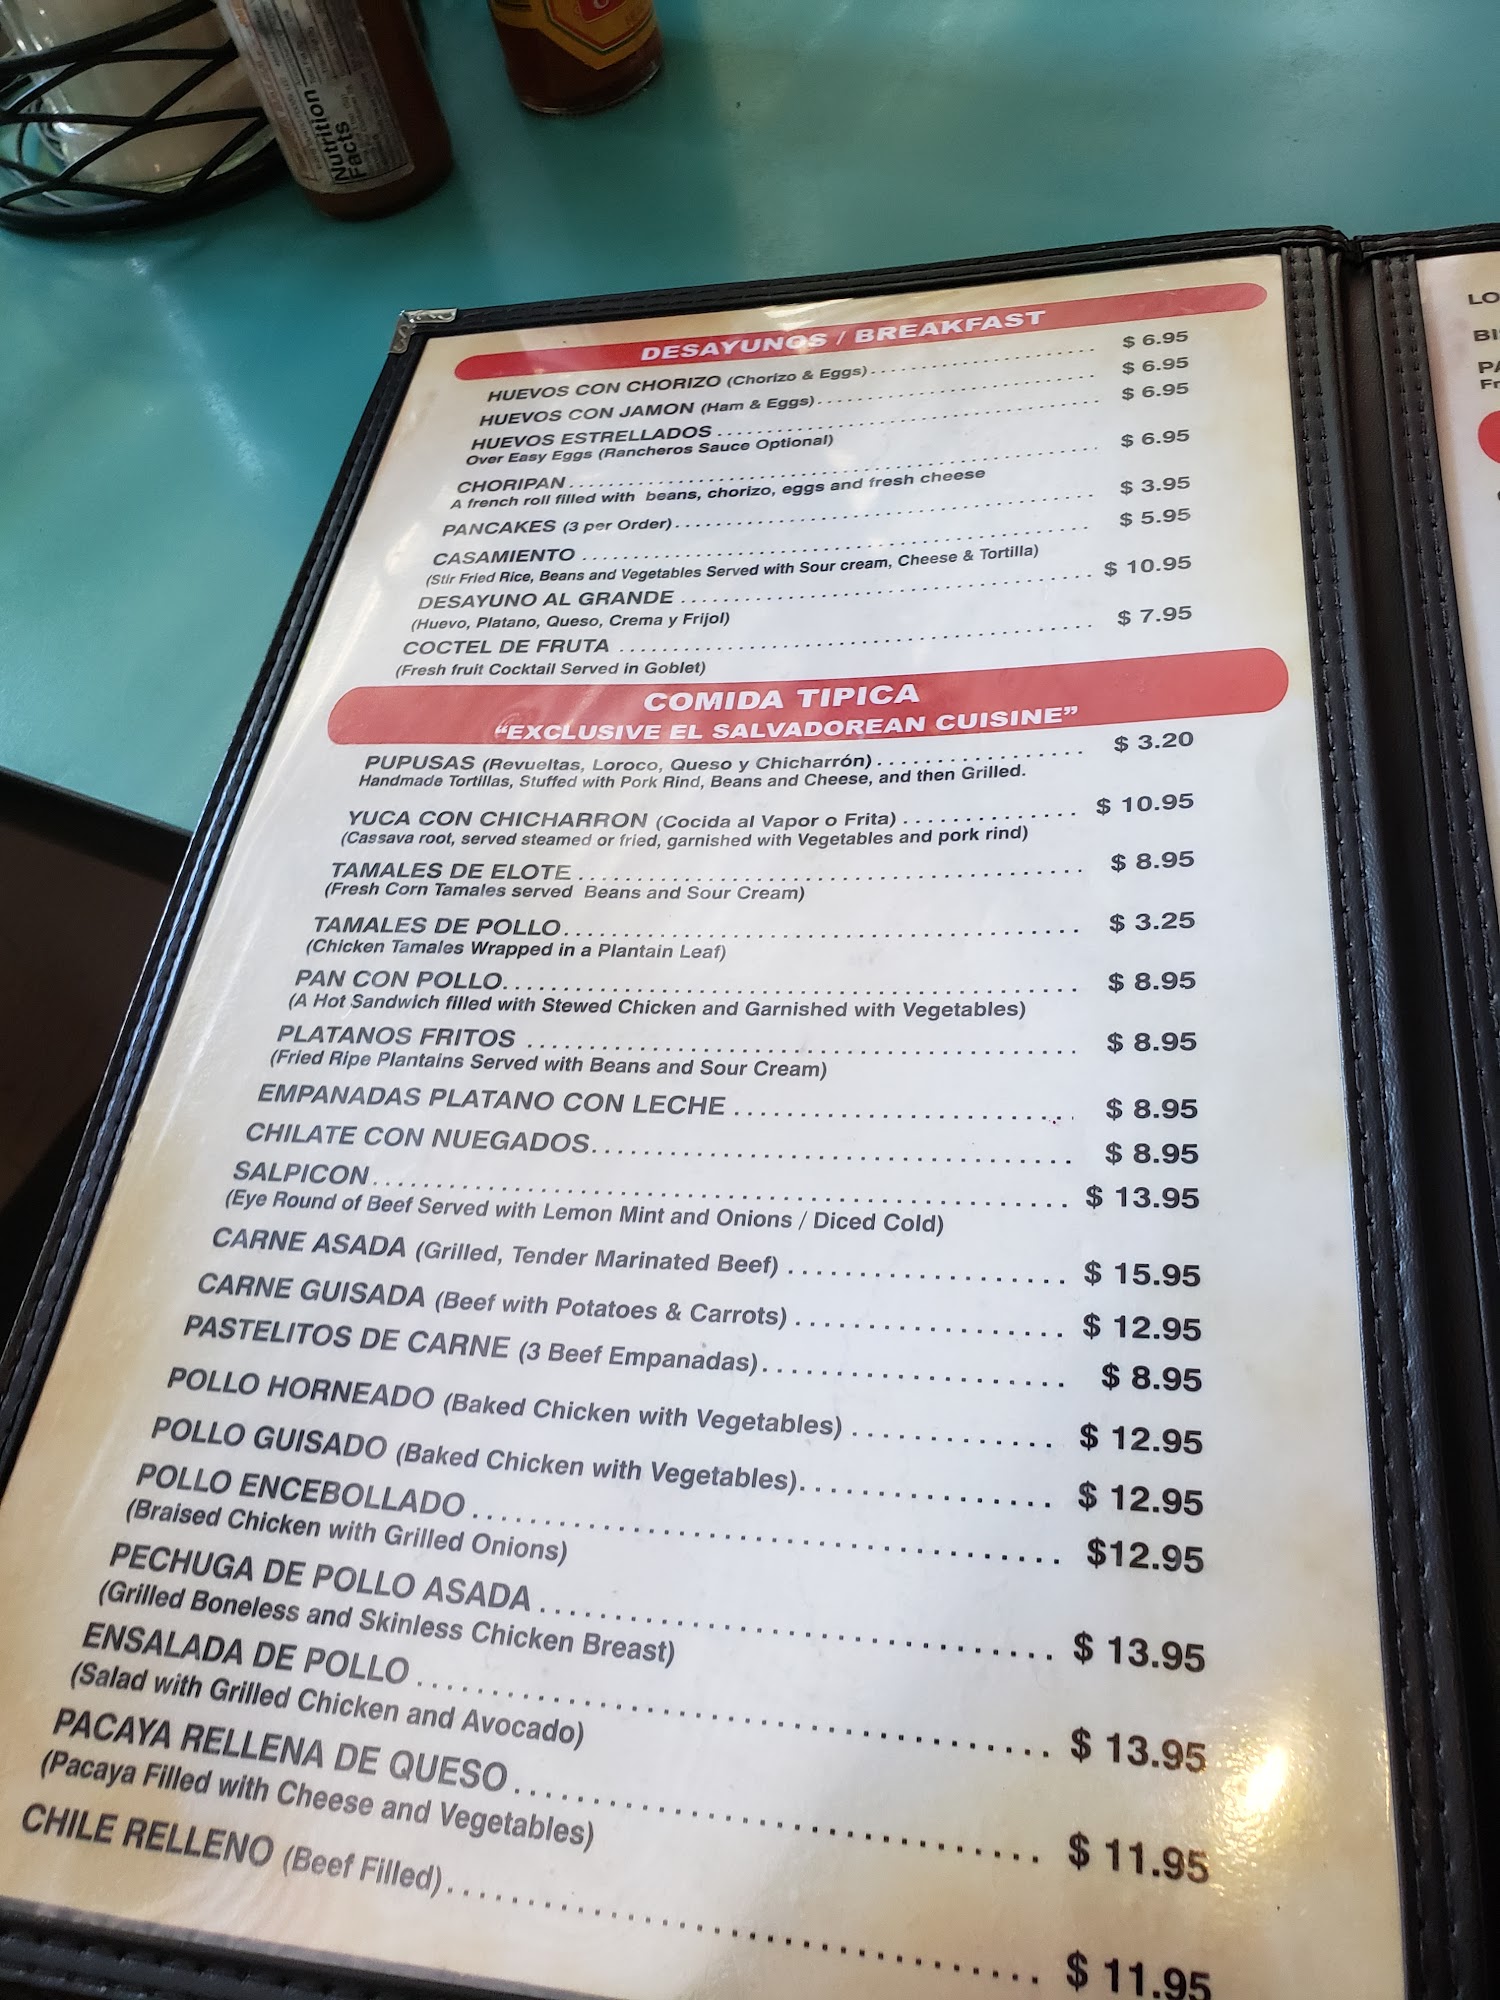 Nutrition
Facts
DESAYUNOS / BREAKFAST
HUEVOS CON CHORIZO (Chorizo & Eggs) $ 6.95
HUEVOS CON JAMON (Ham & Eggs) $ 6.95
HUEVOS ESTRELLADOS $ 6.95
Over Easy Eggs (Rancheros Sauce Optional)
CHORIPAN $ 6.95
A french roll filled with beans, chorizo, eggs and fresh cheese
PANCAKES (3 per Order) $ 3.95
CASAMIENTO $ 5.95
(Stir Fried Rice, Beans and Vegetables Served with Sour cream, Cheese & Tortilla)
DESAYUNO AL GRANDE $ 10.95
(Huevo, Platano, Queso, Crema y Frijol)
COCTEL DE FRUTA $ 7.95
(Fresh fruit Cocktail Served in Goblet)
COMIDA TIPICA
“EXCLUSIVE EL SALVADOREAN CUISINE”
PUPUSAS (Revueltas, Loroco, Queso y Chicharrón) $ 3.20
Handmade Tortillas, Stuffed with Pork Rind, Beans and Cheese, and then Grilled.
YUCA CON CHICHARRON (Cocida al Vapor o Frita) $ 10.95
(Cassava root, served steamed or fried, garnished with Vegetables and pork rind)
TAMALES DE ELOTE $ 8.95
(Fresh Corn Tamales served Beans and Sour Cream)
TAMALES DE POLLO $ 3.25
(Chicken Tamales Wrapped in a Plantain Leaf)
PAN CON POLLO $ 8.95
(A Hot Sandwich filled with Stewed Chicken and Garnished with Vegetables)
PLATANOS FRITOS $ 8.95
(Fried Ripe Plantains Served with Beans and Sour Cream)
EMPANADAS PLATANO CON LECHE $ 8.95
CHILATE CON NUEGADOS $ 8.95
SALPICON $ 13.95
(Eye Round of Beef Served with Lemon Mint and Onions / Diced Cold)
CARNE ASADA (Grilled, Tender Marinated Beef) $ 15.95
CARNE GUISADA (Beef with Potatoes & Carrots) $ 12.95
PASTELITOS DE CARNE (3 Beef Empanadas) $ 8.95
POLLO HORNEADO (Baked Chicken with Vegetables) $ 12.95
POLLO GUISADO (Baked Chicken with Vegetables) $ 12.95
POLLO ENCEBOLLADO $12.95
(Braised Chicken with Grilled Onions)
PECHUGA DE POLLO ASADA $ 13.95
(Grilled Boneless and Skinless Chicken Breast)
ENSALADA DE POLLO $ 13.95
(Salad with Grilled Chicken and Avocado)
PACAYA RELLENA DE QUESO $ 11.95
(Pacaya Filled with Cheese and Vegetables)
CHILE RELLENO (Beef Filled) $ 11.95
LO
BI
PA
Fr